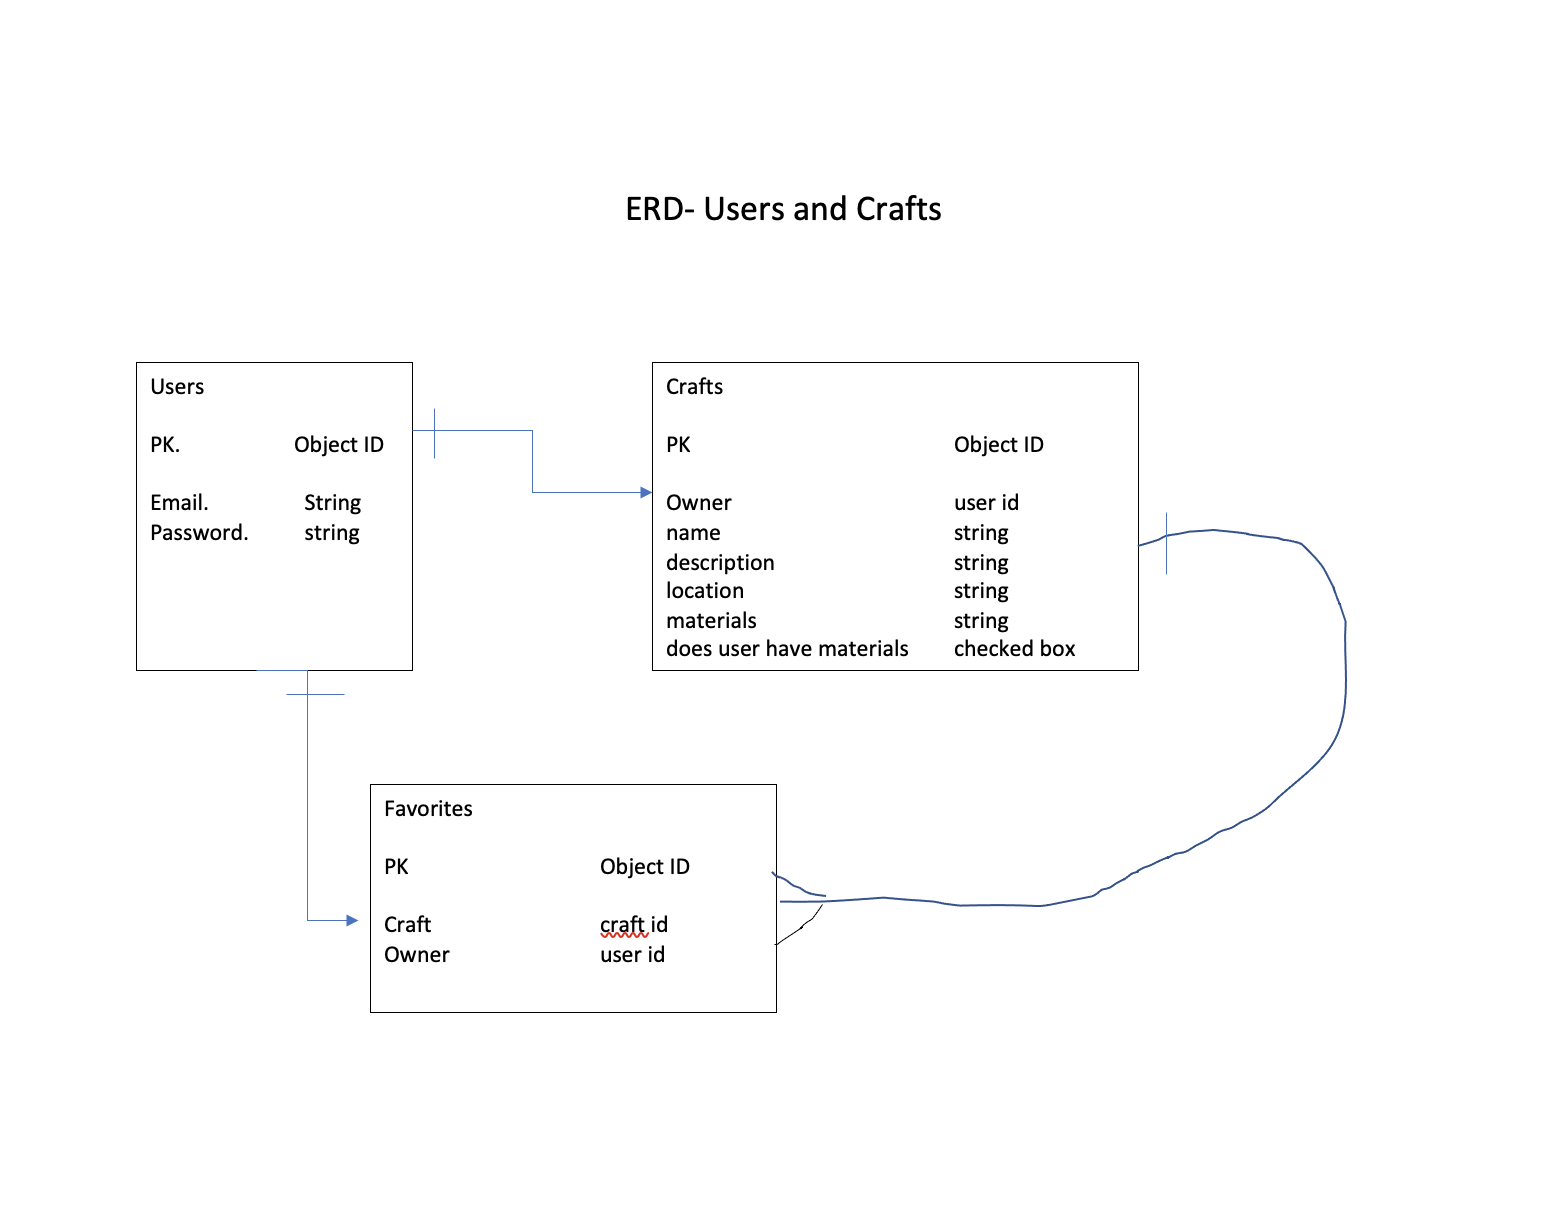 ERD- Users and Crafts
Users
PK. Object ID
Email. String
Password. string
Crafts
PK Object ID
Owner user id
name string
description string
location string
materials string
does user have materials checked box
Favorites
PK Object ID
Craft craft id
Owner user id